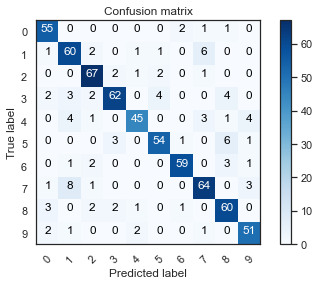 Confusion matrix
0 55 0 0 0 0 0 2 1 1 0
1 1 60 2 0 1 1 0 6 0 0
2 0 0 67 2 1 2 0 1 0 0
3 2 3 2 62 0 4 0 0 4 0
4 0 4 1 0 45 0 0 3 1 4
5 0 0 0 3 0 54 1 0 6 1
6 0 1 2 0 0 0 59 0 3 1
7 1 8 1 0 0 0 0 64 0 3
8 3 0 2 2 1 0 1 0 60 0
9 2 1 0 0 2 0 0 1 0 51
0 1 2 3 4 5 6 7 8 9
True label
Predicted label
60
50
40
30
20
10
0